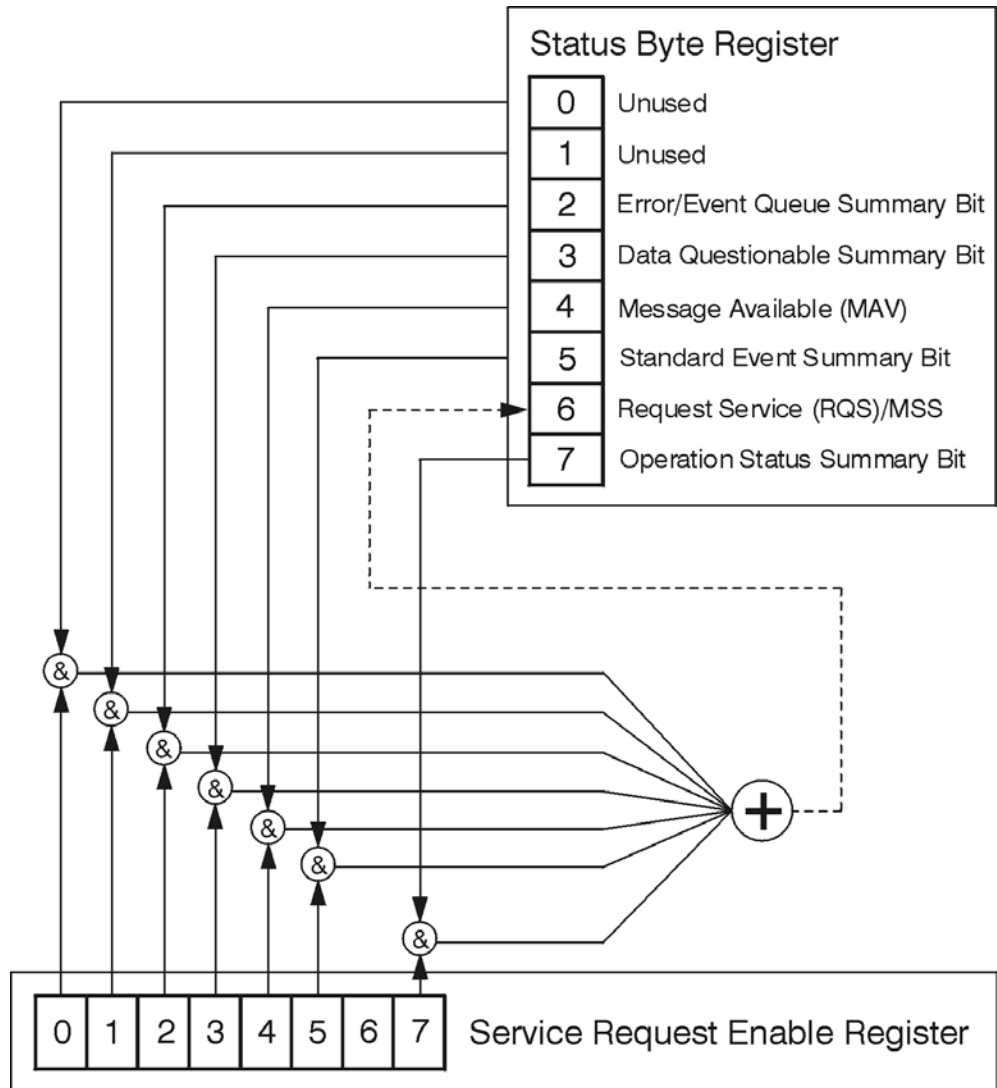 Status Byte Register
0 Unused
1 Unused
2 Error/Event Queue Summary Bit
3 Data Questionable Summary Bit
4 Message Available (MAV)
5 Standard Event Summary Bit
6 Request Service (RQS)/MSS
7 Operation Status Summary Bit
&
&
&
&
&
&
&
+
0 1 2 3 4 5 6 7 Service Request Enable Register